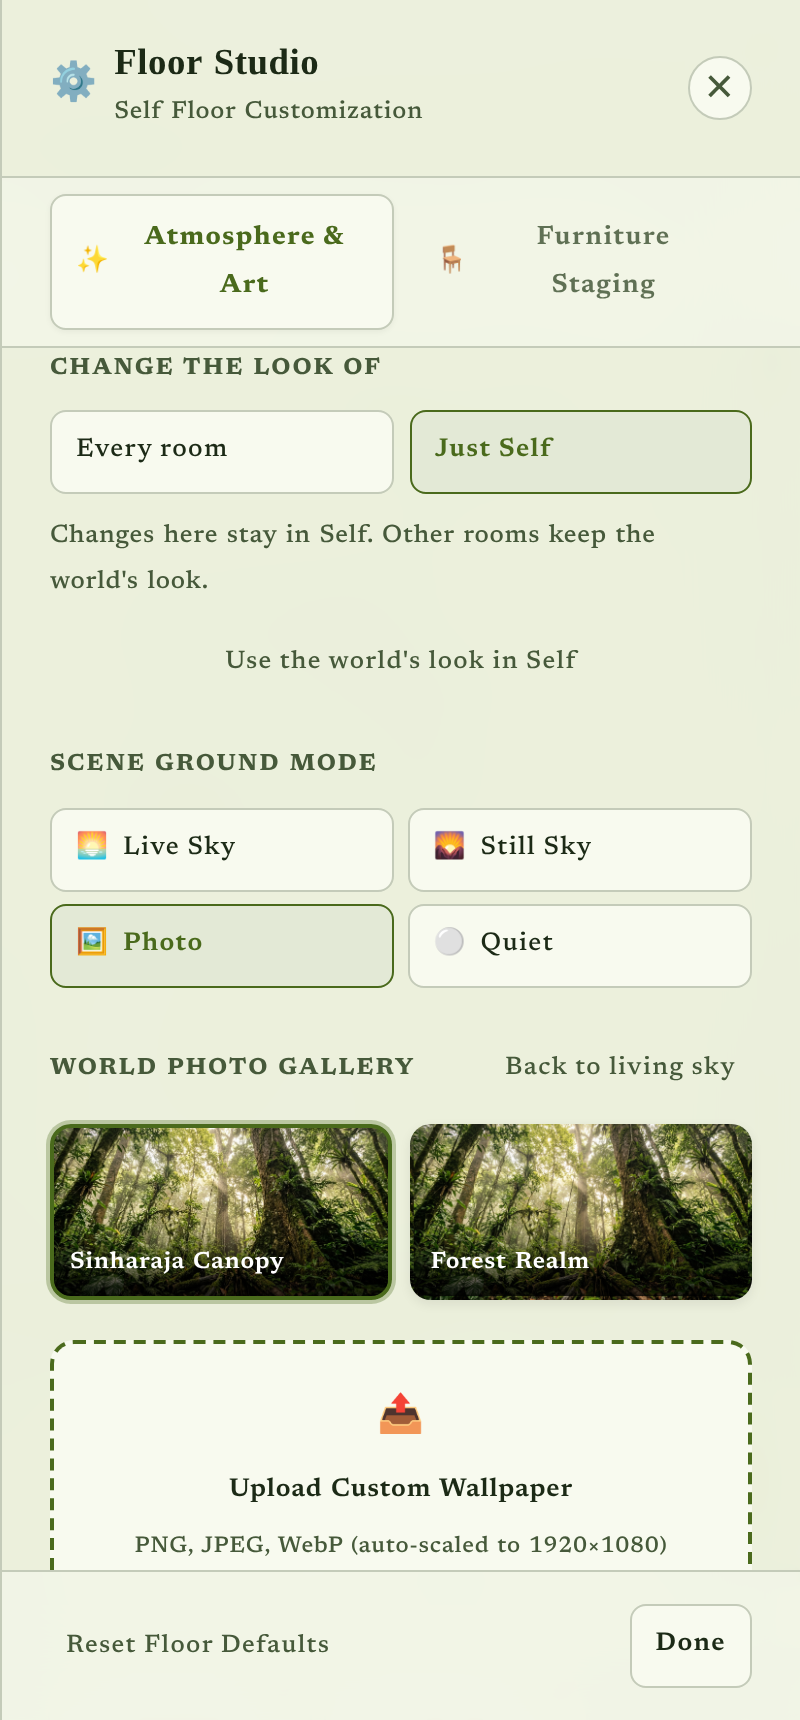 Floor Studio
Self Floor Customization
Atmosphere &
Art
Furniture
Staging
CHANGE THE LOOK OF
Every room
Just Self
Changes here stay in Self. Other rooms keep the
world's look.
Use the world's look in Self
SCENE GROUND MODE
Live Sky
Still Sky
Photo
Quiet
WORLD PHOTO GALLERY
Back to living sky
Sinharaja Canopy
Forest Realm
Upload Custom Wallpaper
PNG, JPEG, WebP (auto-scaled to 1920×1080)
Reset Floor Defaults
Done